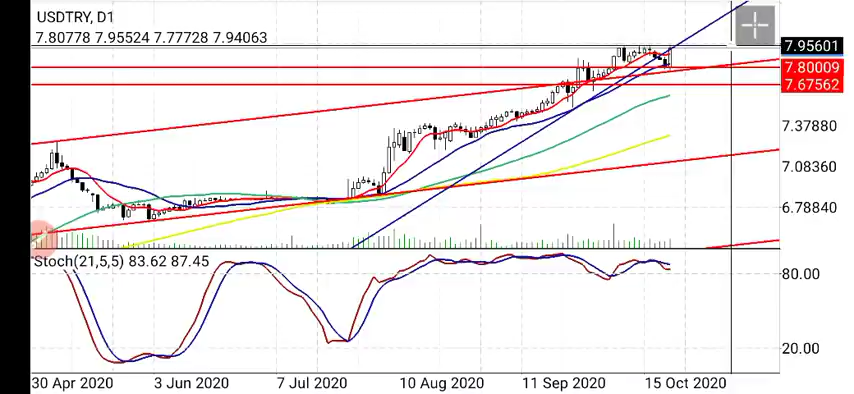 USDTRY, D1
7.80778 7.95524 7.77728 7.94063
7.95601
7.80009
7.67562
7.37880
7.08360
6.78840
Stoch(21,5,5) 83.62 87.45
80.00
20.00
30 Apr 2020 3 Jun 2020 7 Jul 2020 10 Aug 2020 11 Sep 2020 15 Oct 2020